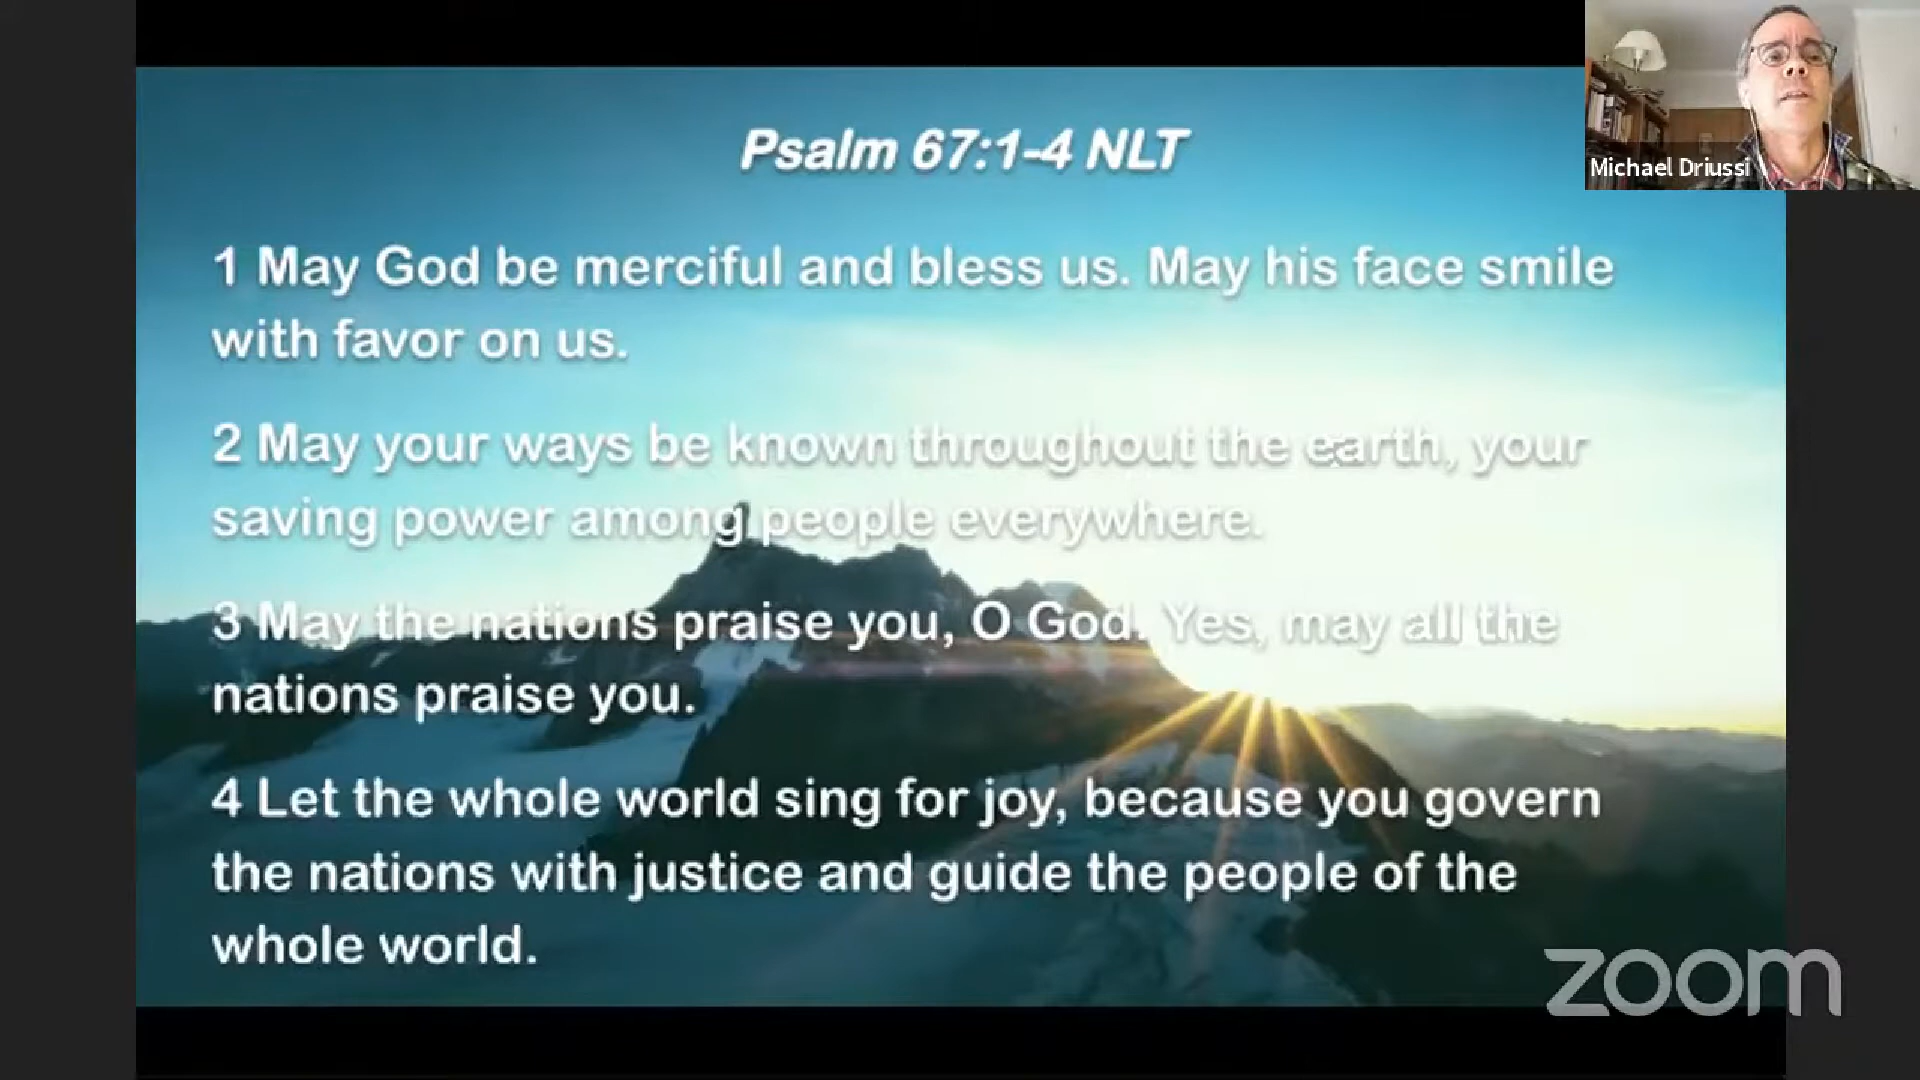 Psalm 67:1-4 NLT
Michael Driussi
1 May God be merciful and bless us. May his face smile
with favor on us.
2 May your ways be known throughout the earth, your
saving power among people everywhere.
3 May the nations praise you, O God. Yes, may all the
nations praise you.
4 Let the whole world sing for joy, because you govern
the nations with justice and guide the people of the
whole world.
zoom